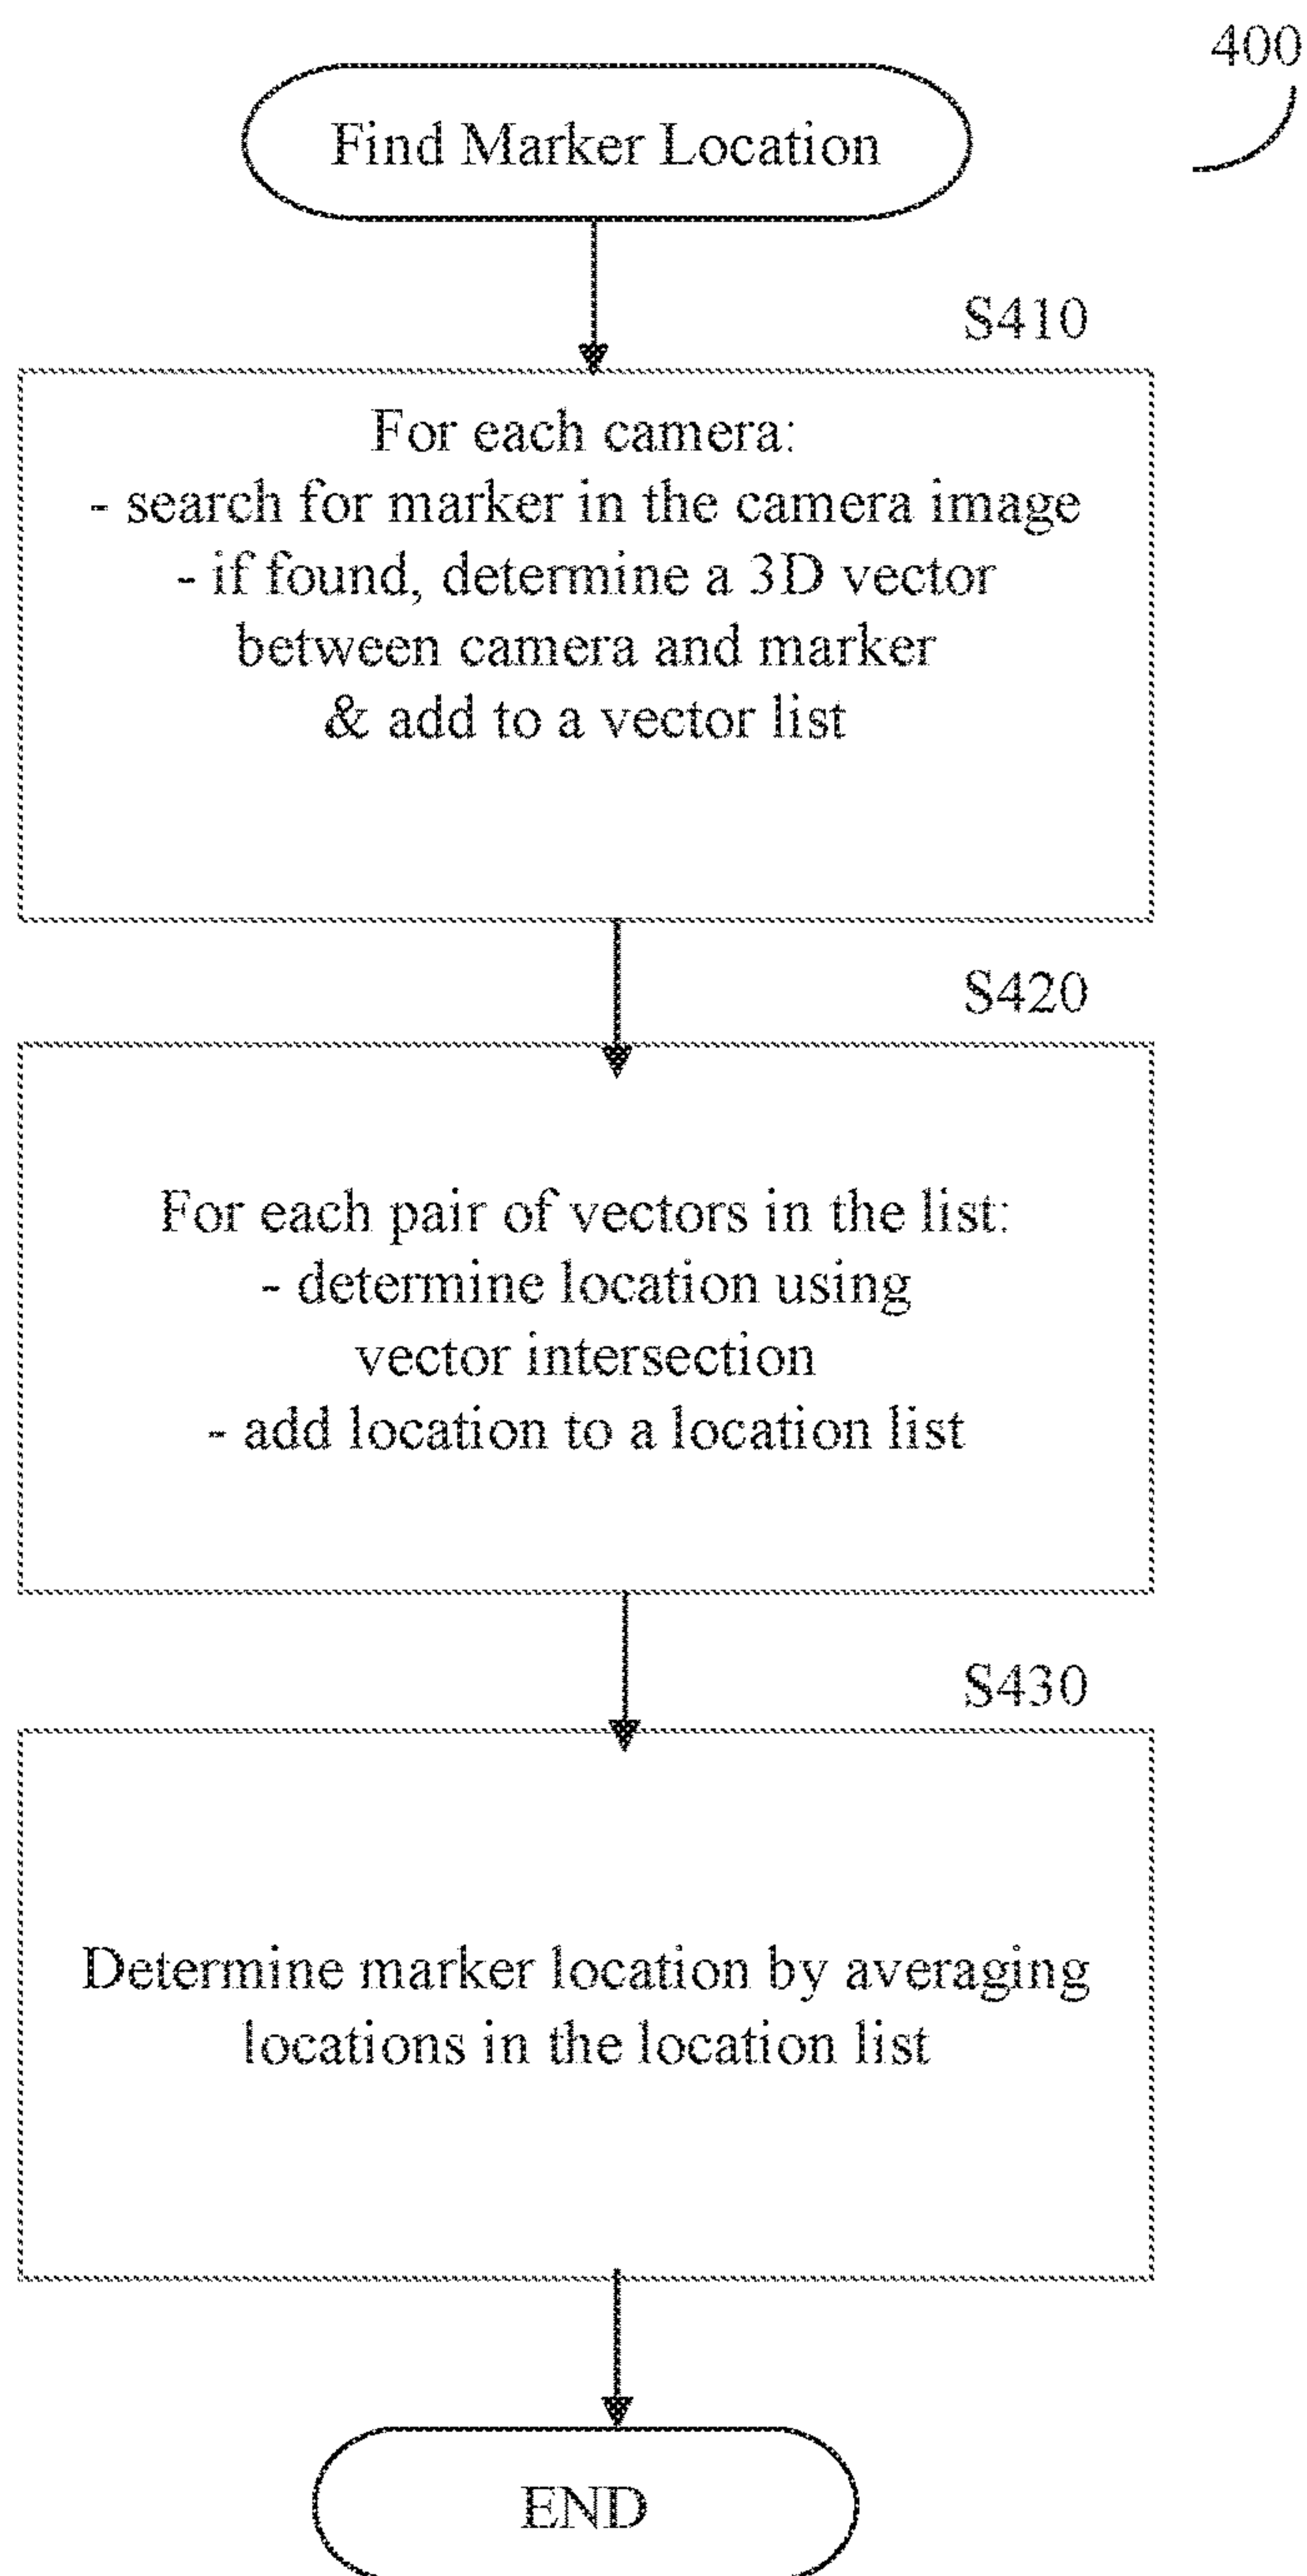 400
Find Marker Location
S410
For each camera:
- search for marker in the camera image
- if found, determine a 3D vector
between camera and marker
& add to a vector list
S420
For each pair of vectors in the list:
- determine location using
vector intersection
- add location to a location list
S430
Determine marker location by averaging
locations in the location list
END